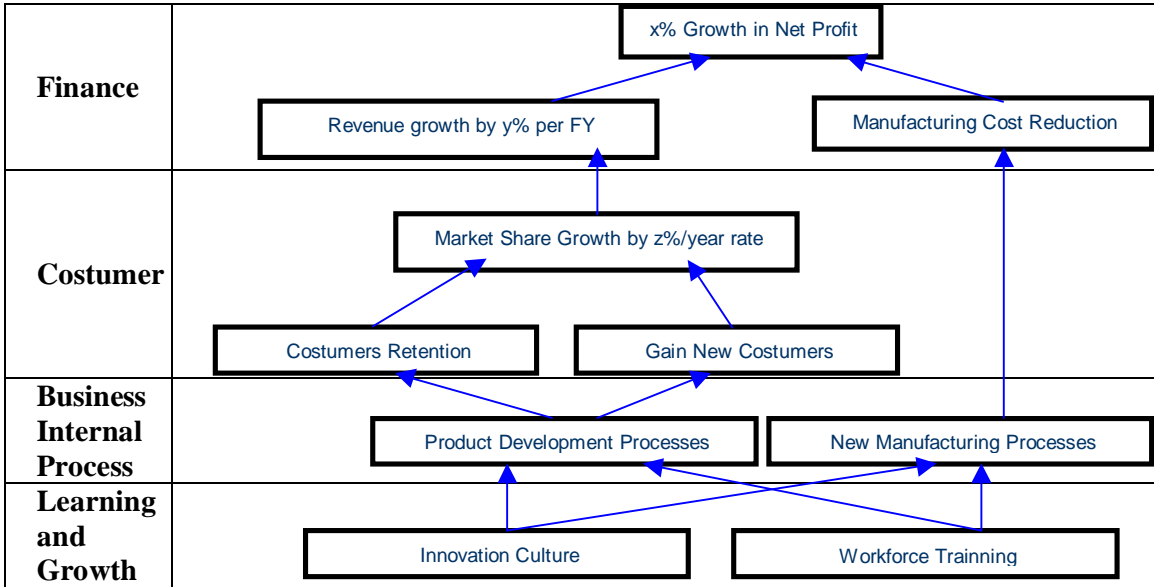 x% Growth in Net Profit
Finance
Revenue growth by y% per FY
Manufacturing Cost Reduction
Market Share Growth by z%/year rate
Costumer
Costumers Retention
Gain New Costumers
Business
Internal
Process
Product Development Processes
New Manufacturing Processes
Learning
and
Growth
Innovation Culture
Workforce Trainning